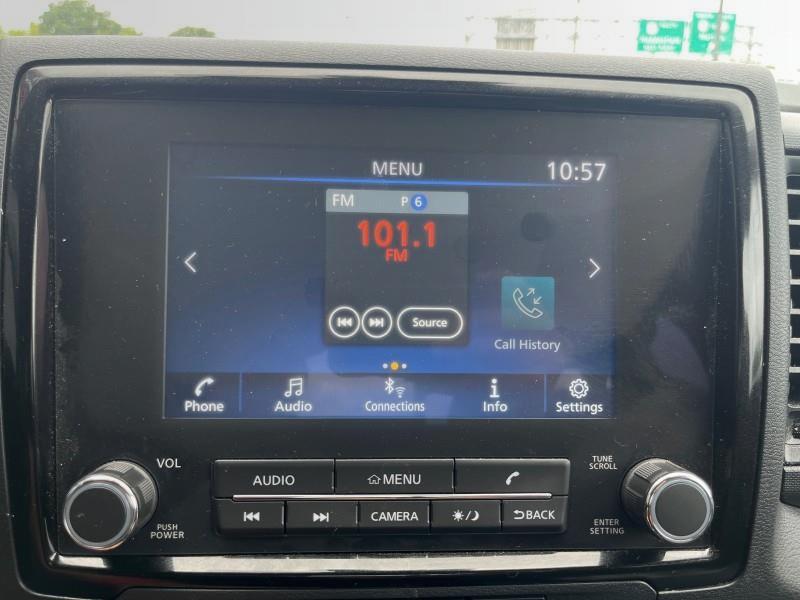 MENU
10:57
FM P 6
101.1
FM
Source
Call History
Phone
Audio
Connections
Info
Settings
VOL
PUSH
POWER
AUDIO
MENU
CAMERA
BACK
TUNE
SCROLL
ENTER
SETTING